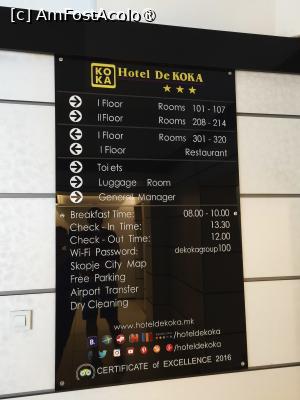 [c] AmFostAcolo®
KO
KA
Hotel De KOKA
I Floor Rooms 101 - 107
II Floor Rooms 208 - 214
I Floor Rooms 301 - 320
I Floor Restaurant
Toilets
Luggage Room
General Manager
Breakfast Time: 08.00 - 10.00
Check - In Time: 13.30
Check - Out Time: 12.00
Wi-Fi Password: dekokagroup100
Skopje City Map
Free Parking
Airport Transfer
Dry Cleaning
www.hoteldekoka.mk
/hoteldekoka
/hoteldekoka
CERTIFICATE of EXCELLENCE 2016